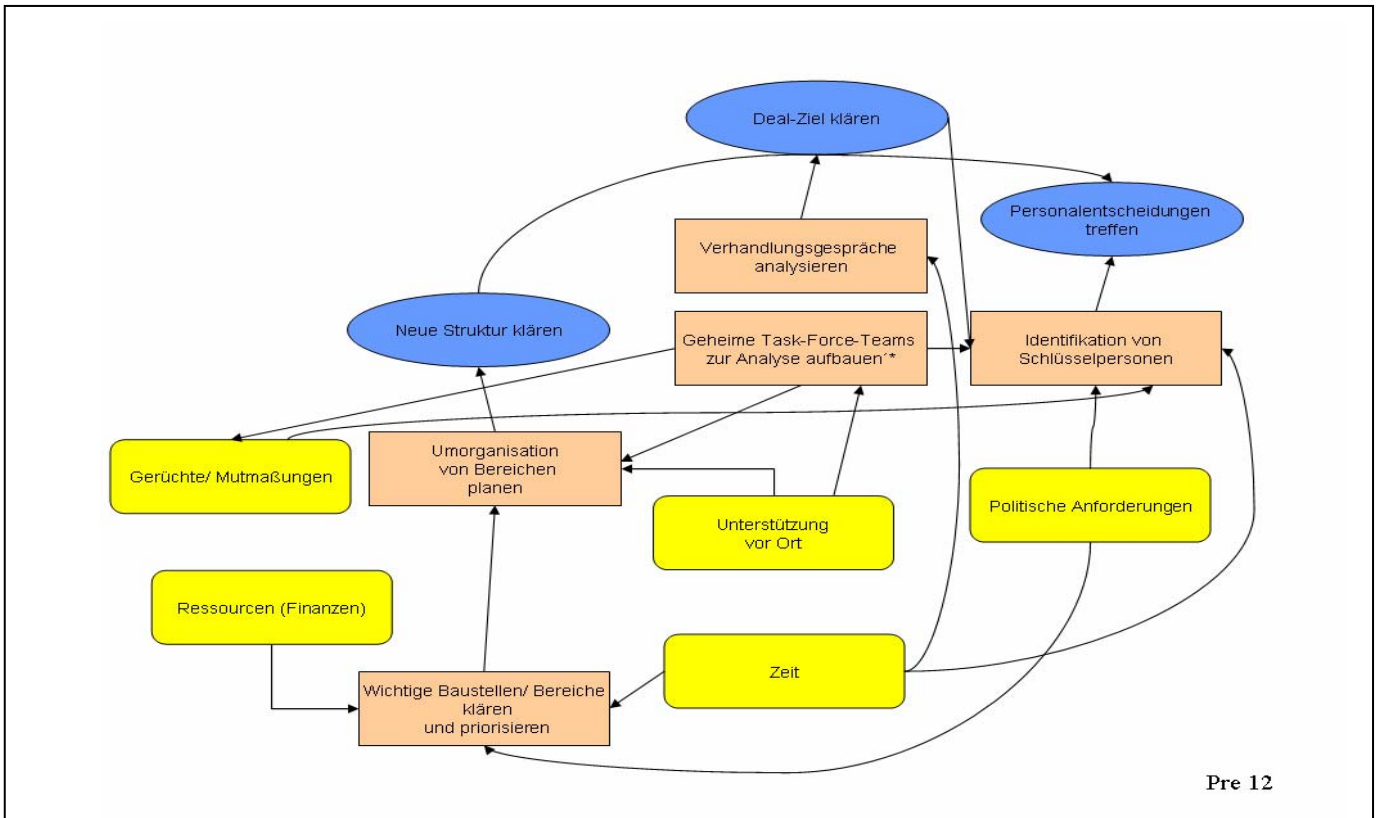 Deal-Ziel klären
Personalentscheidungen
treffen
Verhandlungsgespräche
analysieren
Neue Struktur klären
Geheime Task-Force-Teams
zur Analyse aufbauen´*
Identifikation von
Schlüsselpersonen
Umorganisation
von Bereichen
planen
Gerüchte/ Mutmaßungen
Unterstützung
vor Ort
Politische Anforderungen
Ressourcen (Finanzen)
Zeit
Wichtige Baustellen/ Bereiche
klären
und priorisieren
Pre 12